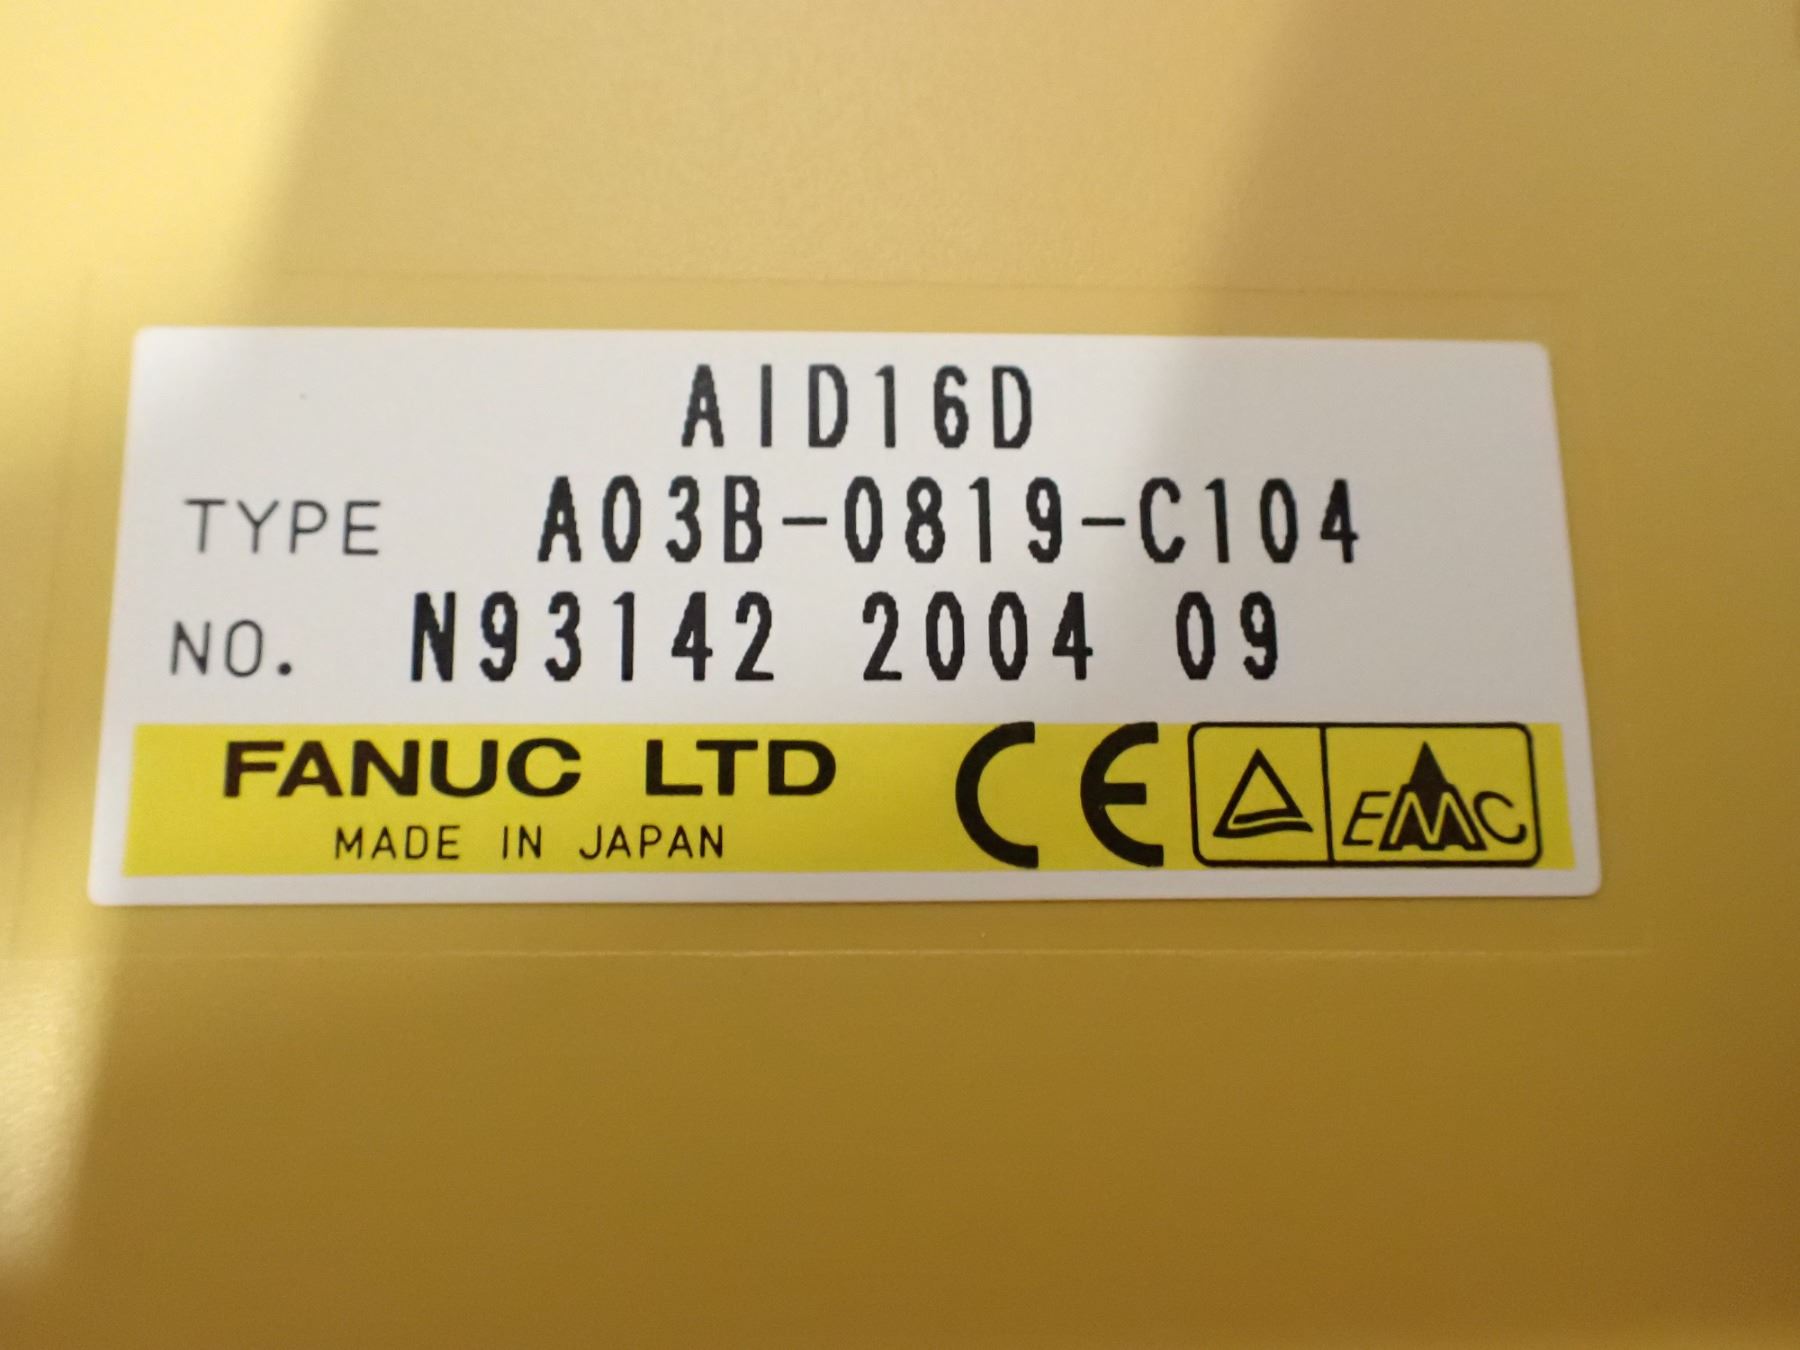 AID16D
TYPE A03B-0819-C104
NO. N93142 2004 09
FANUC LTD
MADE IN JAPAN
CE
EMC